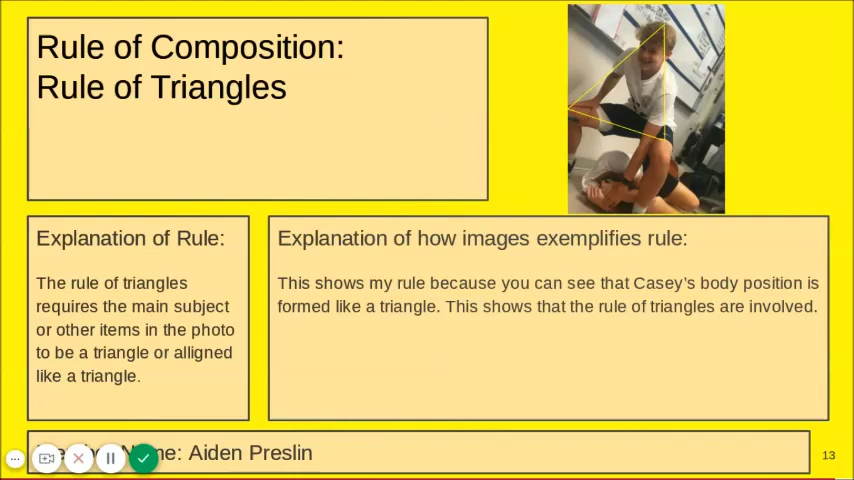 Rule of Composition:
Rule of Triangles
Explanation of Rule:
The rule of triangles
requires the main subject
or other items in the photo
to be a triangle or alligned
like a triangle.
Explanation of how images exemplifies rule:
This shows my rule because you can see that Casey's body position is
formed like a triangle. This shows that the rule of triangles are involved.
Aiden Preslin
13